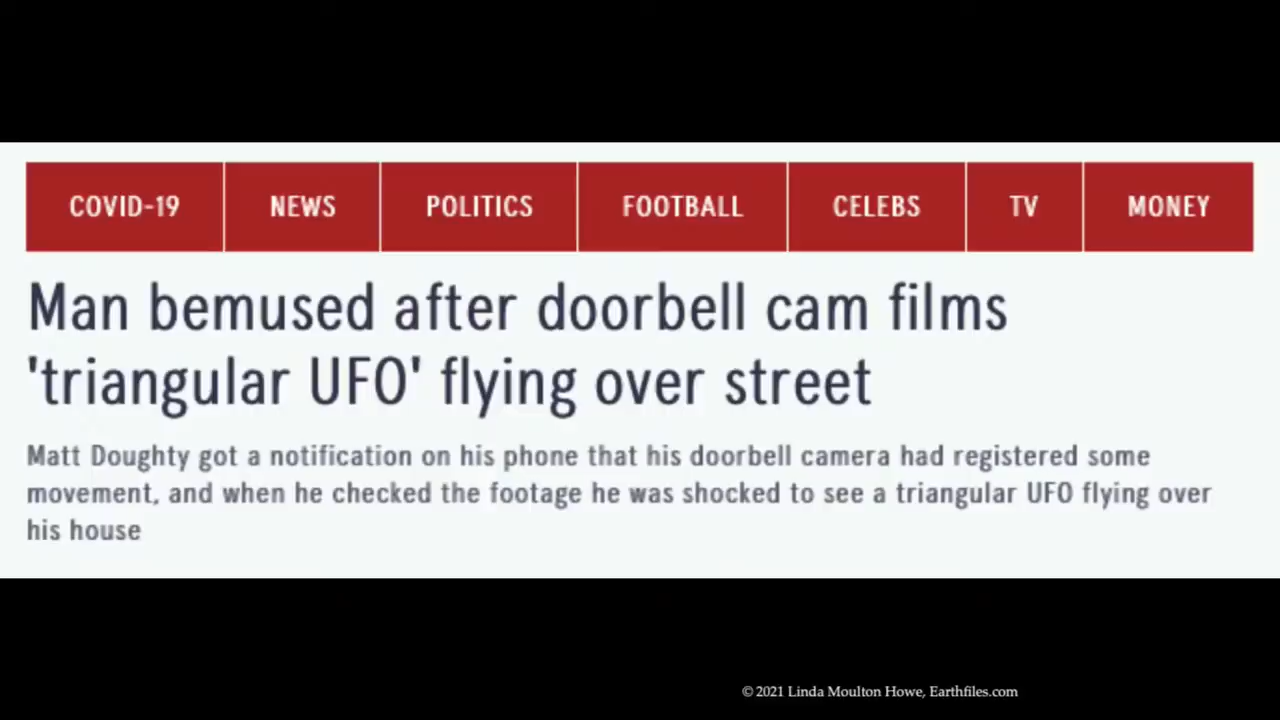 COVID-19 NEWS POLITICS FOOTBALL CELEBS TV MONEY
Man bemused after doorbell cam films
'triangular UFO' flying over street
Matt Doughty got a notification on his phone that his doorbell camera had registered some
movement, and when he checked the footage he was shocked to see a triangular UFO flying over
his house
© 2021 Linda Moulton Howe, Earthfiles.com